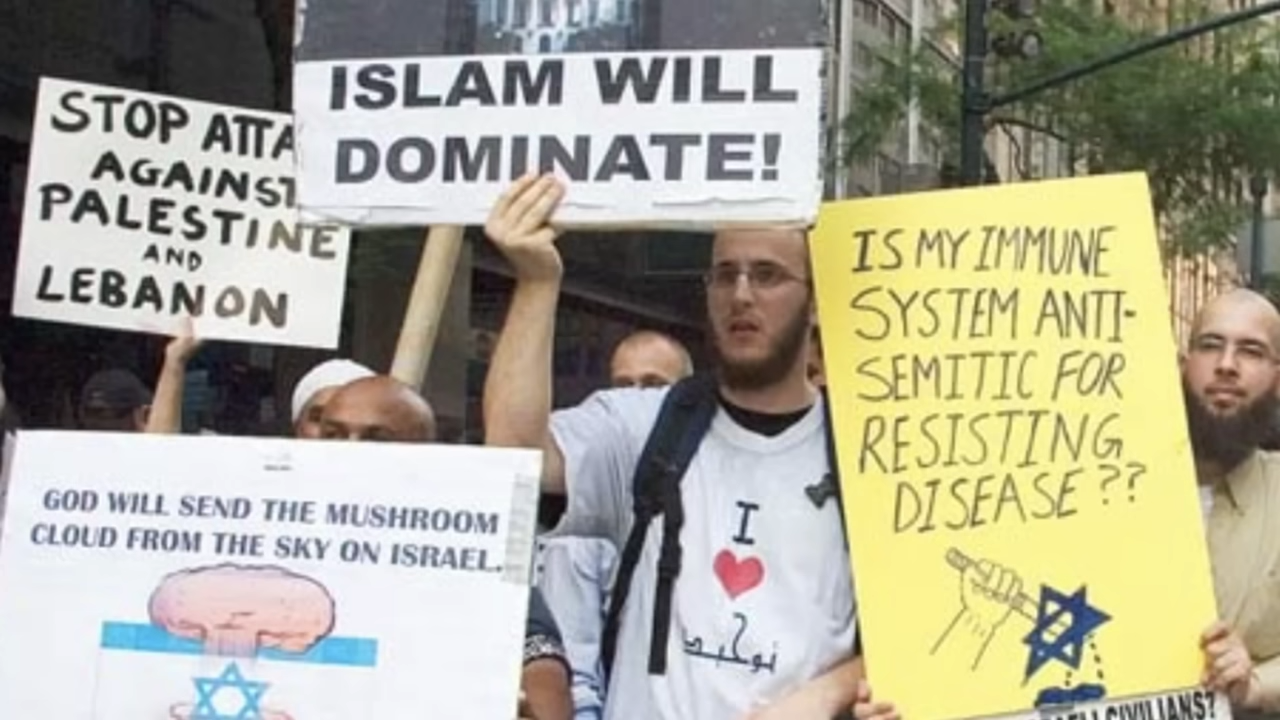 STOP ATTA
AGAINST
PALESTINE
AND
LEBANON
ISLAM WILL
DOMINATE!
IS MY IMMUNE
SYSTEM ANTI-
SEMITIC FOR
RESISTING
DISEASE??
GOD WILL SEND THE MUSHROOM
CLOUD FROM THE SKY ON ISRAEL.
I
توحيد
CIVILIANS?